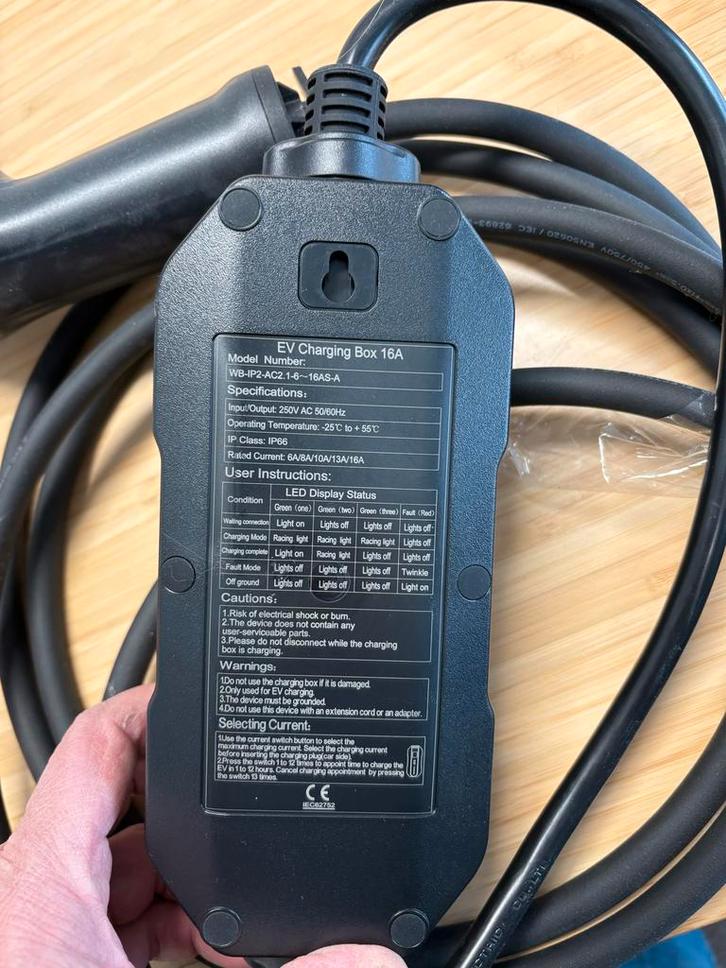 EV Charging Box 16A
Model Number:
WB-IP2-AC2.1-6～16AS-A
Specifications:
Input/Output: 250V AC 50/60Hz
Operating Temperature: -25℃ to + 55℃
IP Class: IP66
Rated Current: 6A/8A/10A/13A/16A
User Instructions:
Condition LED Display Status
Green (one) Green (two) Green (three) Fault (Red)
Waiting connection Light on Lights off Lights off Lights off
Charging Mode Racing light Racing light Racing light Lights off
Charging complete Light on Racing light Lights off Lights off
Fault Mode Lights off Lights off Lights off Twinkle
Off ground Lights off Lights off Lights off Light on
Cautions:
1.Risk of electrical shock or burn.
2.The device does not contain any
user-serviceable parts.
3.Please do not disconnect while the charging
box is charging.
Warnings:
1Do not use the charging box if it is damaged.
2.Only used for EV charging.
3.The device must be grounded.
4.Do not use this device with an extension cord or an adapter.
Selecting Current:
1.Use the current switch button to select the
maximum charging current. Select the charging current
before inserting the charging plug(car side).
2.Press the switch 1 to 12 times to appoint time to charge the
EV in 1 to 12 hours. Cancel charging appointment by pressing
the switch 13 times.
CE
IEC62752
450/750V EN50620 / IEC 62893-